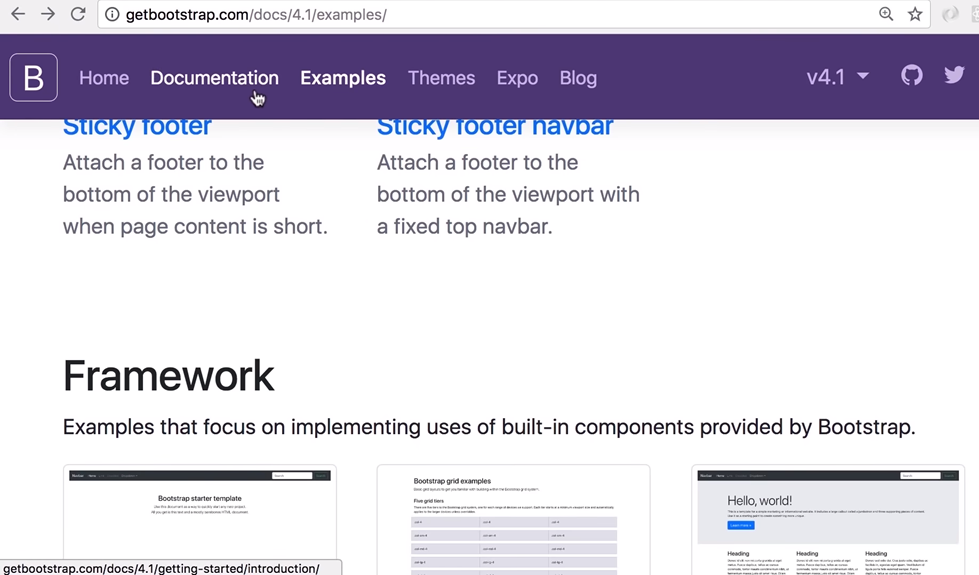 getbootstrap.com/docs/4.1/examples/
B Home Documentation Examples Themes Expo Blog v4.1
Sticky footer
Attach a footer to the
bottom of the viewport
when page content is short.
Sticky footer navbar
Attach a footer to the
bottom of the viewport with
a fixed top navbar.
Framework
Examples that focus on implementing uses of built-in components provided by Bootstrap.
Bootstrap starter template
Bootstrap grid examples
Five grid tiers
Hello, world!
Heading Heading Heading
getbootstrap.com/docs/4.1/getting-started/introduction/